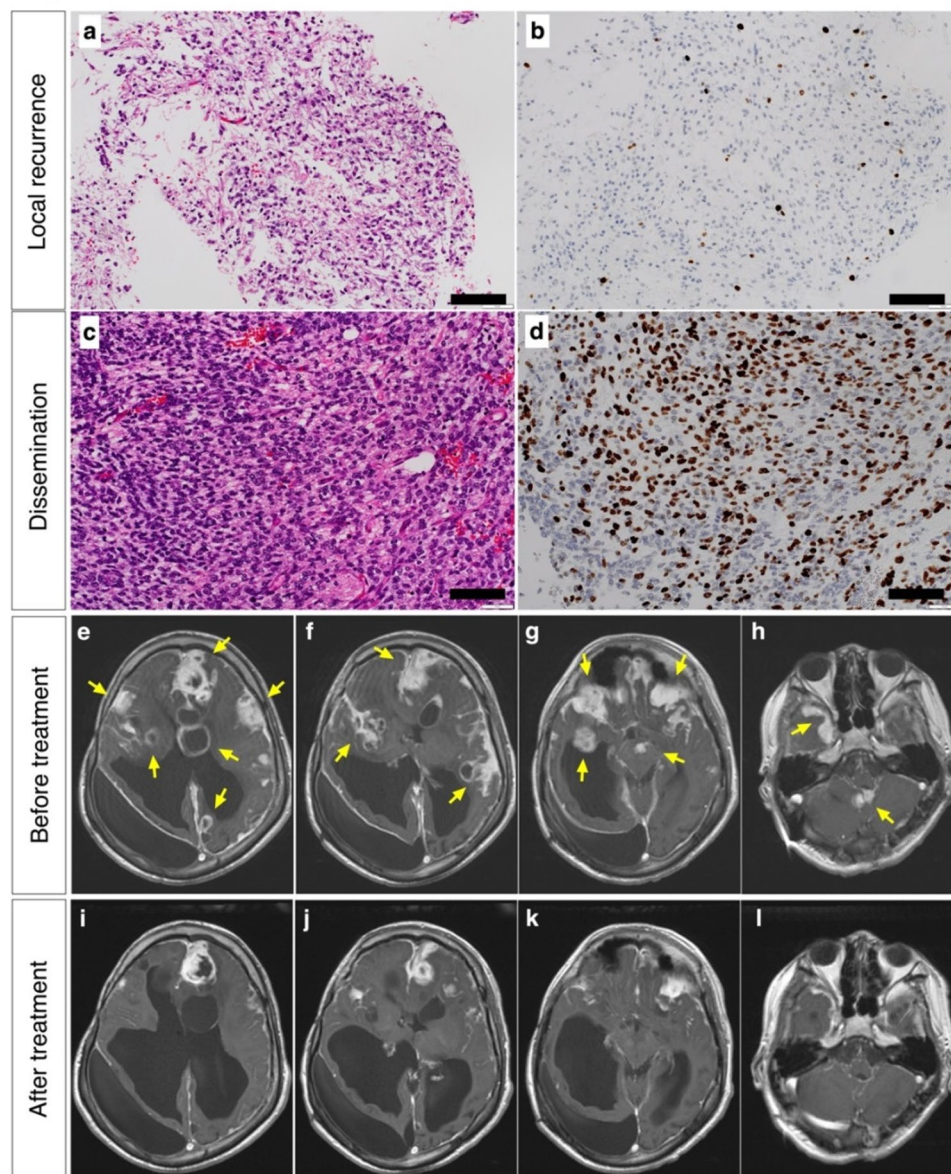 Local recurrence
a
b
Dissemination
c
d
Before treatment
e
f
g
h
After treatment
i
j
k
l